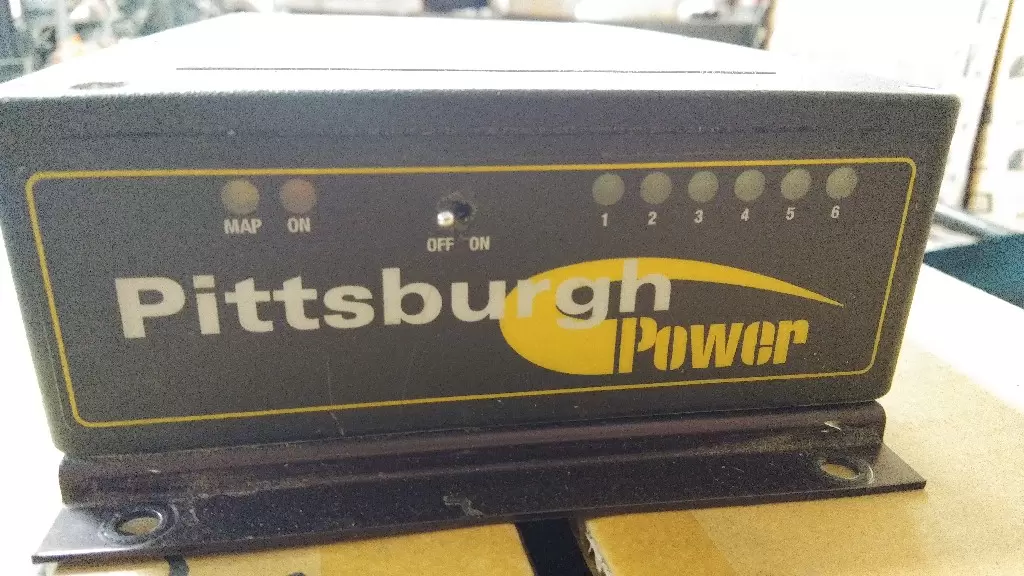 MAP ON
OFF ON
1 2 3 4 5 6
Pittsburgh
Power